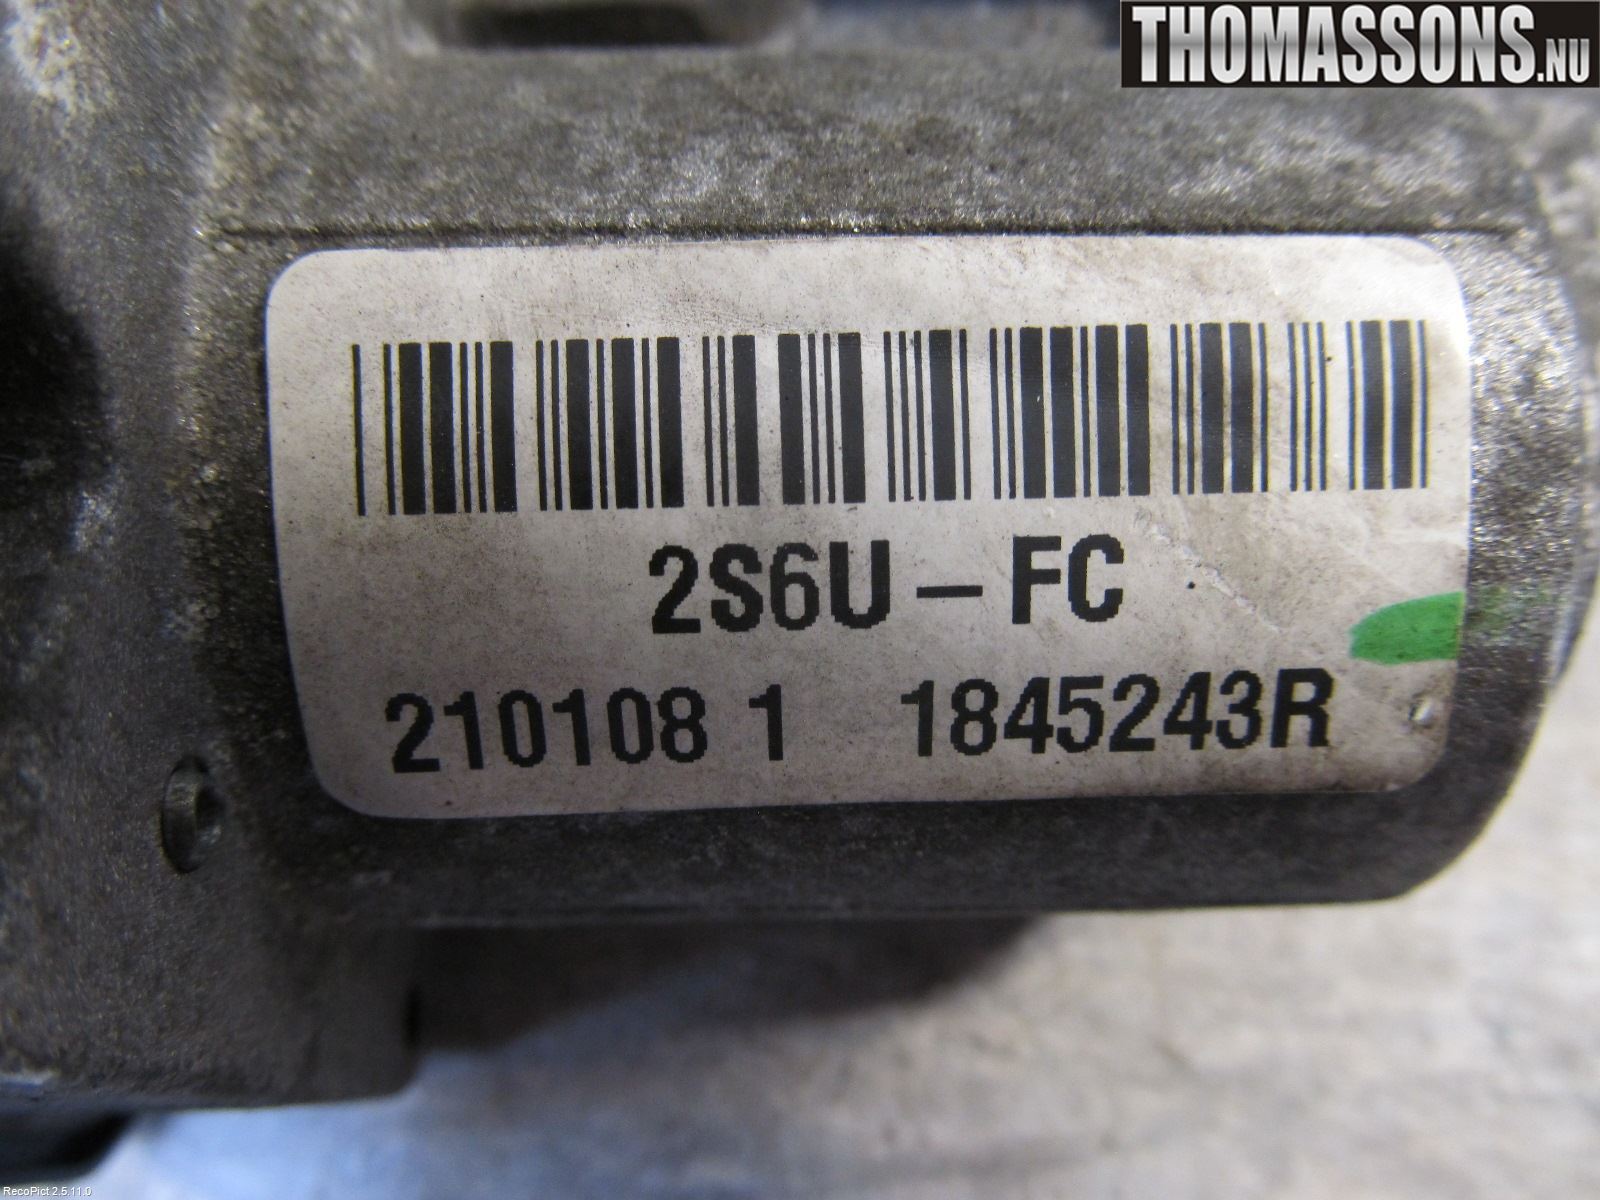 THOMASSONS.NU
2S6U-FC
210108 1 1845243R
RecoPict 2.5.11.0